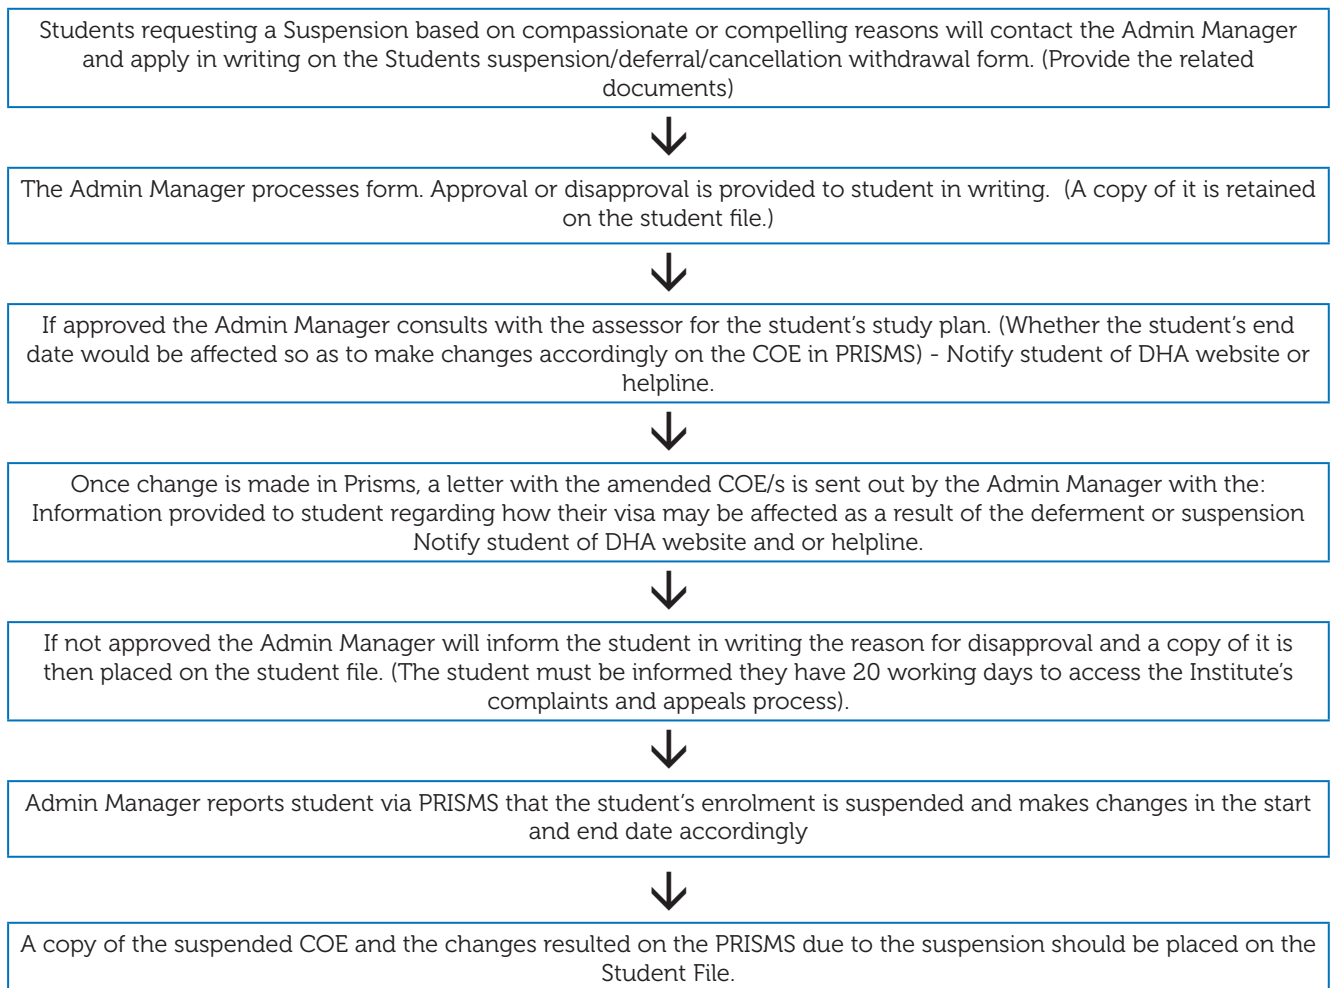 Students requesting a Suspension based on compassionate or compelling reasons will contact the Admin Manager
and apply in writing on the Students suspension/deferral/cancellation withdrawal form. (Provide the related
documents)
The Admin Manager processes form. Approval or disapproval is provided to student in writing.  (A copy of it is retained
on the student file.)
If approved the Admin Manager consults with the assessor for the student’s study plan. (Whether the student’s end
date would be affected so as to make changes accordingly on the COE in PRISMS) - Notify student of DHA website or
helpline.
Once change is made in Prisms, a letter with the amended COE/s is sent out by the Admin Manager with the:
Information provided to student regarding how their visa may be affected as a result of the deferment or suspension
Notify student of DHA website and or helpline.
If not approved the Admin Manager will inform the student in writing the reason for disapproval and a copy of it is
then placed on the student file. (The student must be informed they have 20 working days to access the Institute’s
complaints and appeals process).
Admin Manager reports student via PRISMS that the student’s enrolment is suspended and makes changes in the start
and end date accordingly
A copy of the suspended COE and the changes resulted on the PRISMS due to the suspension should be placed on the
Student File.